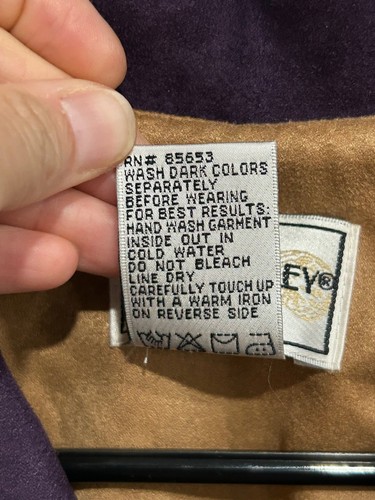 RN# 85653
WASH DARK COLORS
SEPARATELY
BEFORE WEARING
FOR BEST RESULTS:
HAND WASH GARMENT
INSIDE OUT IN
COLD WATER
DO NOT BLEACH
LINE DRY
CAREFULLY TOUCH UP
WITH A WARM IRON
ON REVERSE SIDE
EY®